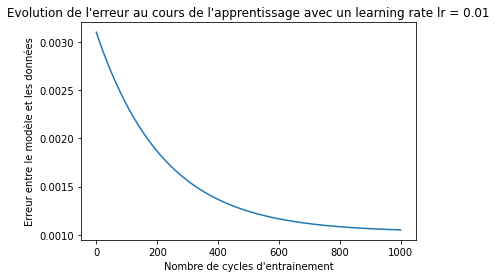 Evolution de l'erreur au cours de l'apprentissage avec un learning rate lr = 0.01
Erreur entre le modèle et les données
0.0030
0.0025
0.0020
0.0015
0.0010
0 200 400 600 800 1000
Nombre de cycles d'entrainement